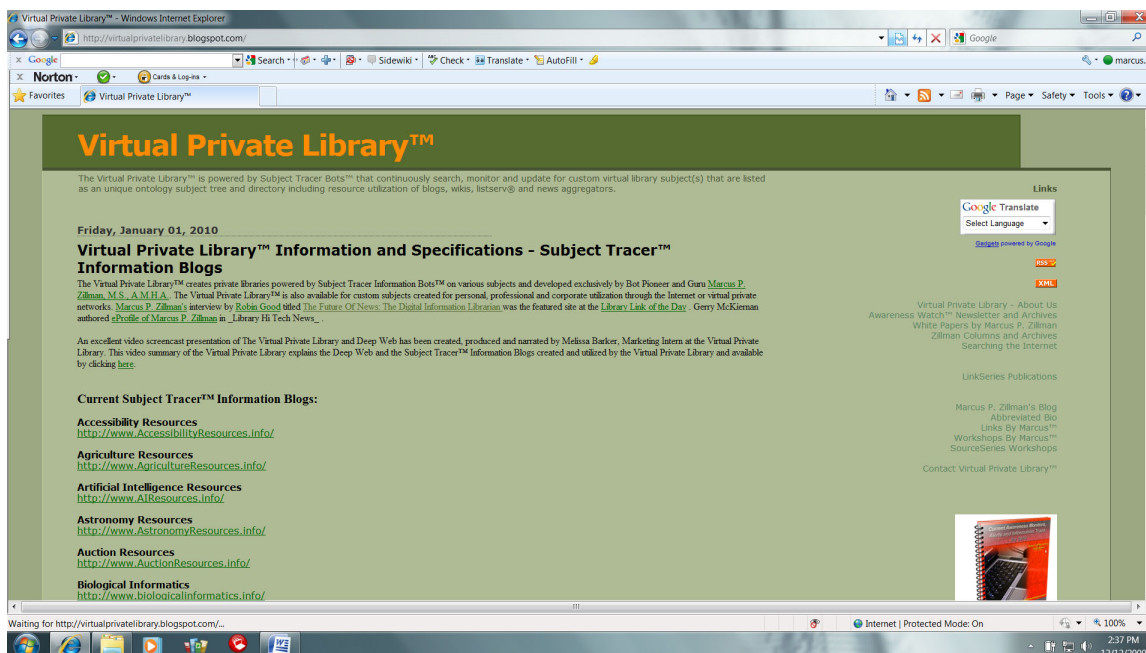 Virtual Private Library™ - Windows Internet Explorer
http://virtualprivatelibrary.blogspot.com/
Google
x Google
Search
Sidewiki
Check
Translate
AutoFill
marcus.
x Norton
Cards & Log-ins
Favorites
Virtual Private Library™
Page
Safety
Tools
Virtual Private Library™
The Virtual Private Library™ is powered by Subject Tracer Bots™ that continuously search, monitor and update for custom virtual library subject(s) that are listed
as an unique ontology subject tree and directory including resource utilization of blogs, wikis, listserv® and news aggregators.
Friday, January 01, 2010
Virtual Private Library™ Information and Specifications - Subject Tracer™
Information Blogs
The Virtual Private Library™ creates private libraries powered by Subject Tracer Information Bots™ on various subjects and developed exclusively by Bot Pioneer and Guru Marcus P.
Zillman, M.S., A.M.H.A. The Virtual Private Library™ is also available for custom subjects created for personal, professional and corporate utilization through the Internet or virtual private
networks. Marcus P. Zillman's interview by Robin Good titled The Future Of News: The Digital Information Librarian was the featured site at the Library Link of the Day . Gerry McKiernan
authored eProfile of Marcus P. Zillman in _Library Hi Tech News_ .
An excellent video screencast presentation of The Virtual Private Library and Deep Web has been created, produced and narrated by Melissa Barker, Marketing Intern at the Virtual Private
Library. This video summary of the Virtual Private Library explains the Deep Web and the Subject Tracer™ Information Blogs created and utilized by the Virtual Private Library and available
by clicking here.
Current Subject Tracer™ Information Blogs:
Accessibility Resources
http://www.AccessibilityResources.info/
Agriculture Resources
http://www.AgricultureResources.info/
Artificial Intelligence Resources
http://www.AIResources.info/
Astronomy Resources
http://www.AstronomyResources.info/
Auction Resources
http://www.AuctionResources.info/
Biological Informatics
http://www.biologicalinformatics.info/
Links
Google Translate
Select Language
Gadgets powered by Google
RSS
XML
Virtual Private Library - About Us
Awareness Watch™ Newsletter and Archives
White Papers by Marcus P. Zillman
Zillman Columns and Archives
Searching the Internet
LinkSeries Publications
Marcus P. Zillman's Blog
Abbreviated Bio
Links By Marcus™
Workshops By Marcus™
SourceSeries Workshops
Contact Virtual Private Library™
Waiting for http://virtualprivatelibrary.blogspot.com/...
Internet | Protected Mode: On
100%
2:37 PM